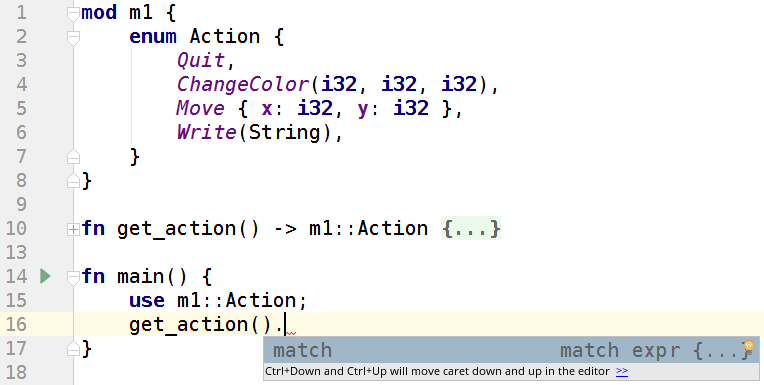 1 mod m1 {
2 enum Action {
3 Quit,
4 ChangeColor(i32, i32, i32),
5 Move { x: i32, y: i32 },
6 Write(String),
7 }
8 }
9
10 fn get_action() -> m1::Action {...}
13
14 fn main() {
15 use m1::Action;
16 get_action().
match match expr {...}
17 }
Ctrl+Down and Ctrl+Up will move caret down and up in the editor >>
18